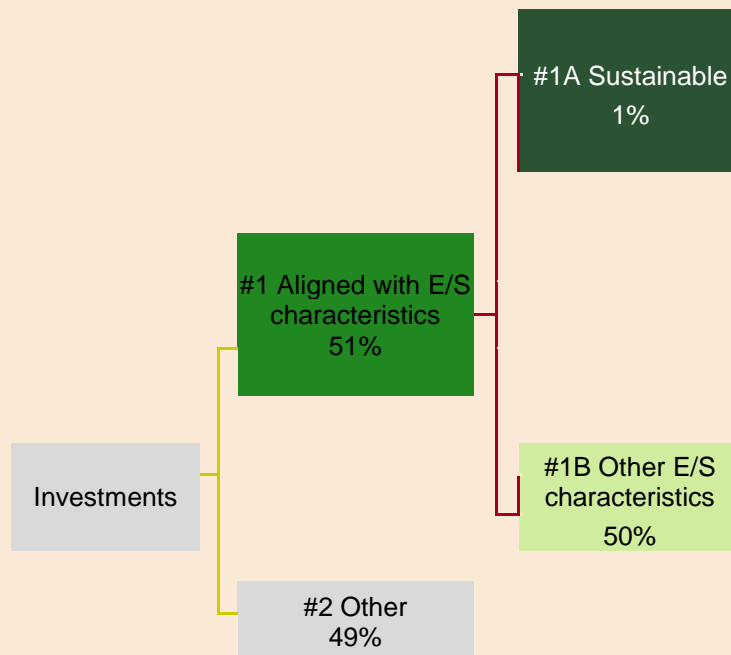 #1A Sustainable
1%
#1 Aligned with E/S
characteristics
51%
Investments
#1B Other E/S
characteristics
50%
#2 Other
49%